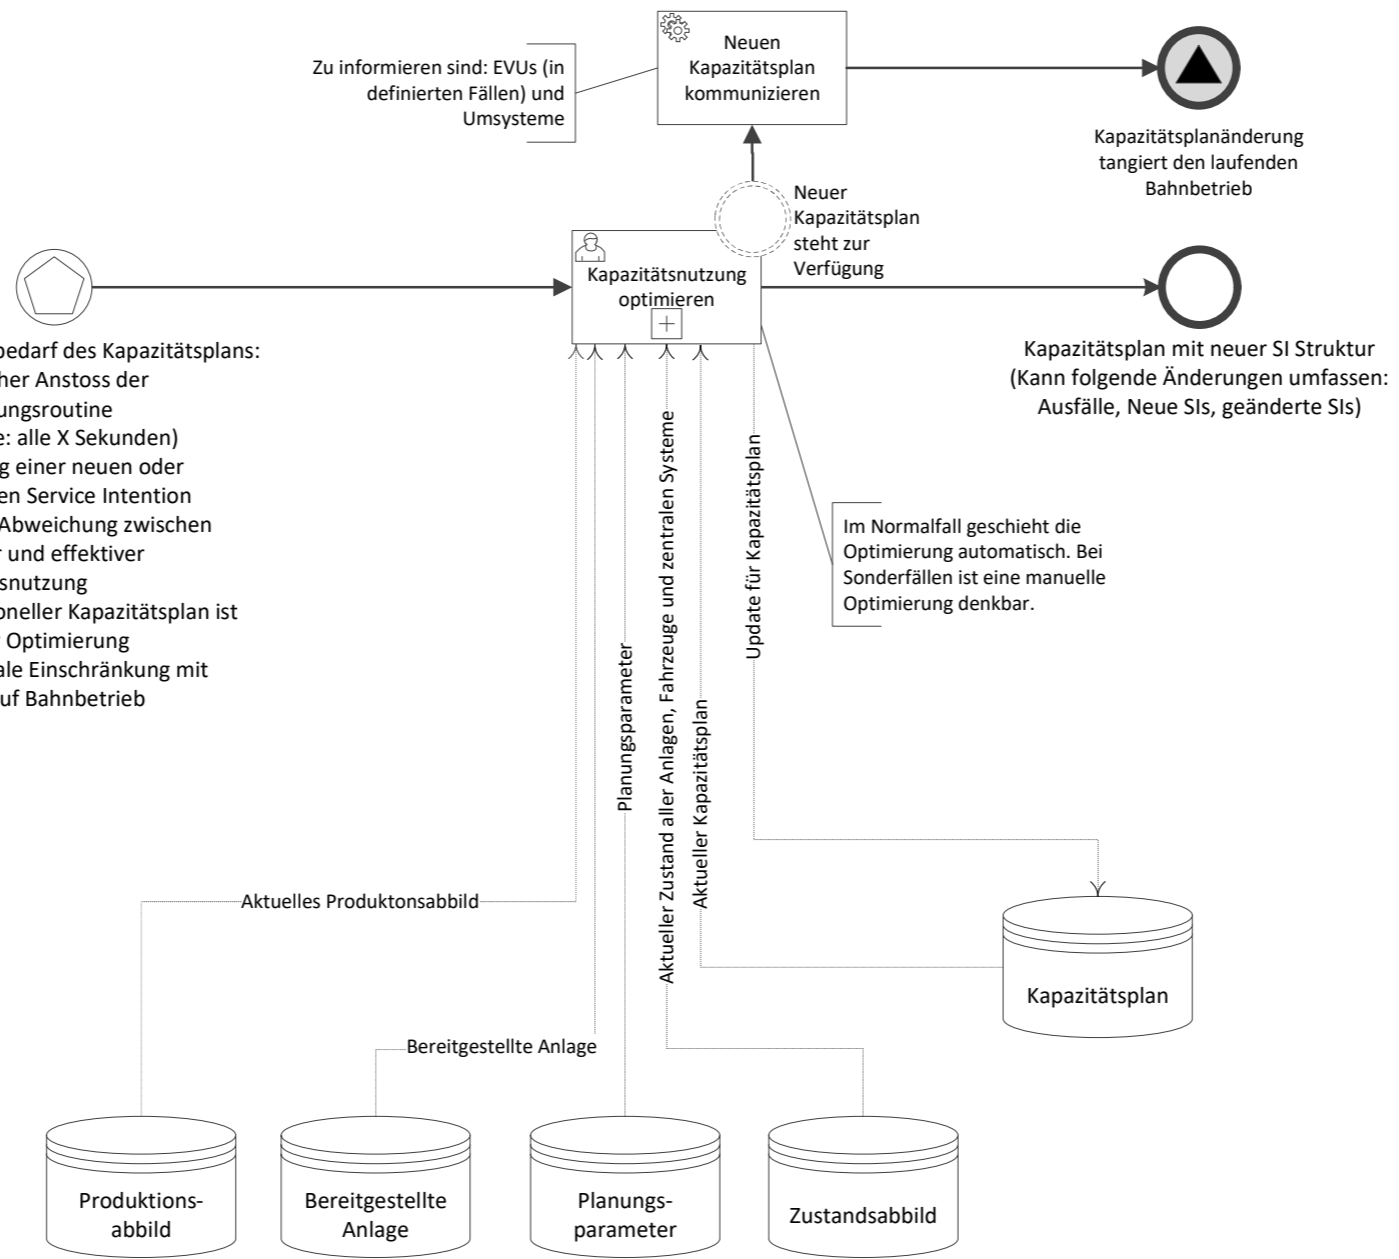 Neuen
Kapazitätsplan
kommunizieren
Zu informieren sind: EVUs (in
definierten Fällen) und
Umsysteme
Kapazitätsplanänderung
tangiert den laufenden
Bahnbetrieb
Neuer
Kapazitätsplan
steht zur
Verfügung
Kapazitätsnutzung
optimieren
bedarf des Kapazitätsplans:
her Anstoss der
ungsroutine
e: alle X Sekunden)
g einer neuen oder
en Service Intention
Abweichung zwischen
r und effektiver
snutzung
oneller Kapazitätsplan ist
Optimierung
ale Einschränkung mit
uf Bahnbetrieb
Kapazitätsplan mit neuer SI Struktur
(Kann folgende Änderungen umfassen:
Ausfälle, Neue SIs, geänderte SIs)
Im Normalfall geschieht die
Optimierung automatisch. Bei
Sonderfällen ist eine manuelle
Optimierung denkbar.
Planungsparameter
Aktueller Zustand aller Anlagen, Fahrzeuge und zentralen Systeme
Aktueller Kapazitätsplan
Update für Kapazitätsplan
Aktuelles Produktonsabbild
Bereitgestellte Anlage
Kapazitätsplan
Produktions-
abbild
Bereitgestellte
Anlage
Planungs-
parameter
Zustandsabbild